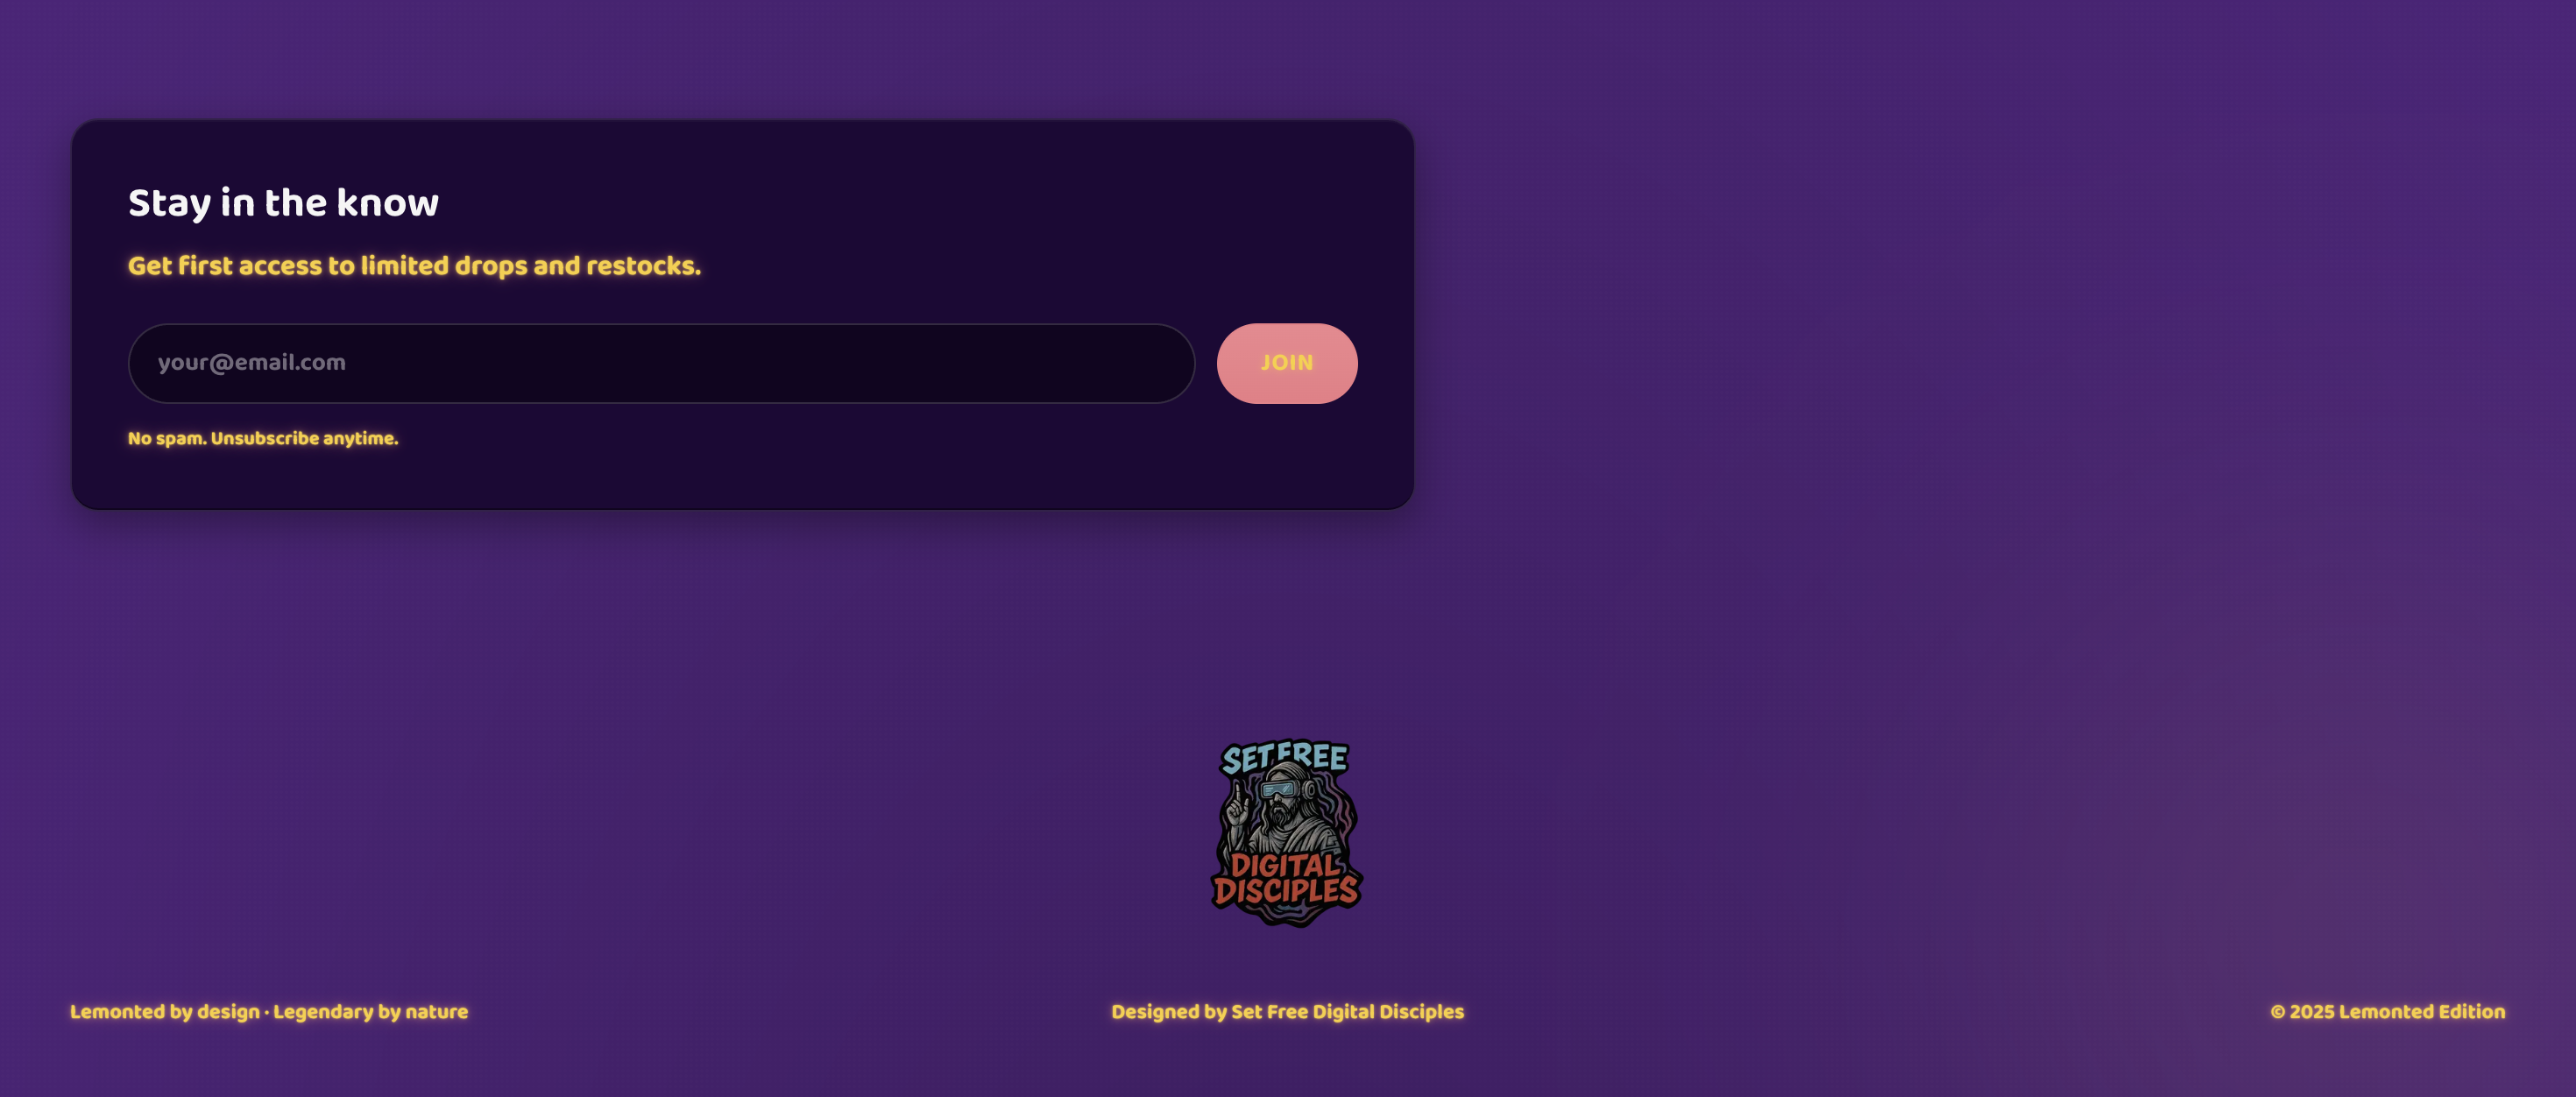 Stay in the know
Get first access to limited drops and restocks.
your@email.com
JOIN
No spam. Unsubscribe anytime.
SET FREE
DIGITAL
DISCIPLES
Lemonted by design · Legendary by nature
Designed by Set Free Digital Disciples
© 2025 Lemonted Edition